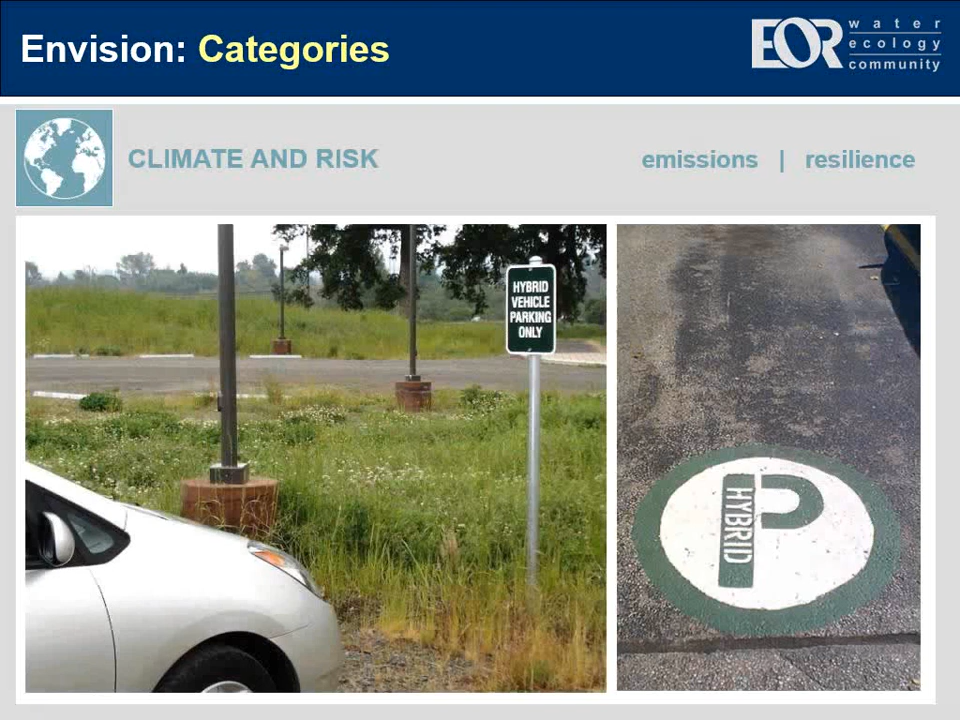 Envision: Categories
EOR water
ecology
community
CLIMATE AND RISK
emissions | resilience
HYBRID
VEHICLE
PARKING
ONLY
P
HYBRID